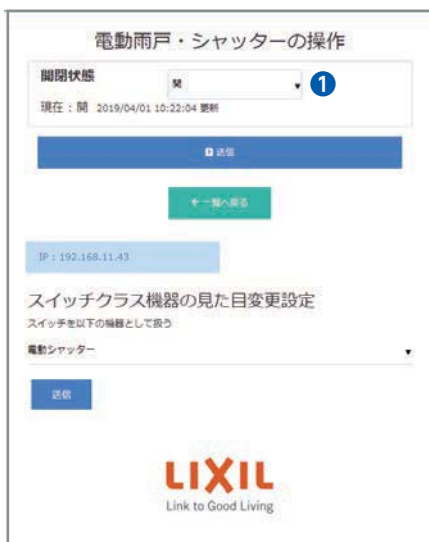 電動雨戸・シャッターの操作
開閉状態
開
1
現在：開 2019/04/01 10:22:04 更新
送信
一覧へ戻る
IP : 192.168.11.43
スイッチクラス機器の見た目変更設定
スイッチを以下の機器として扱う
電動シャッター
送信
LIXIL
Link to Good Living